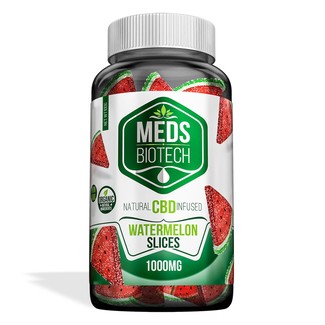 MEDS
BIOTECH
NATURAL CBD INFUSED
WATERMELON
SLICES
1000MG